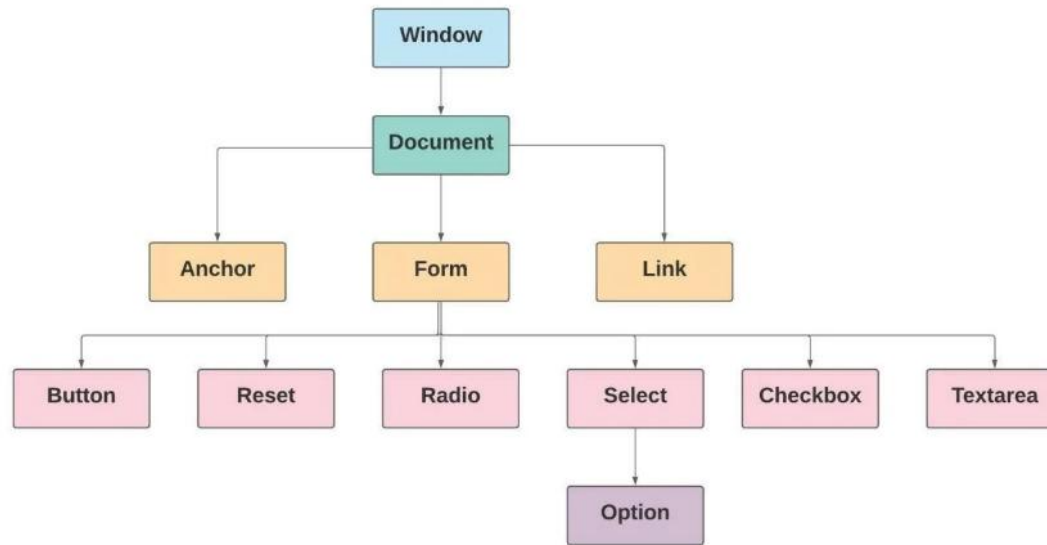 Window
Document
Anchor
Form
Link
Button
Reset
Radio
Select
Checkbox
Textarea
Option